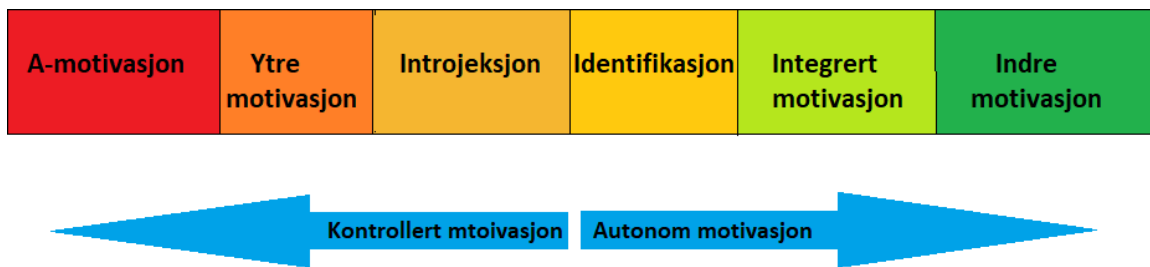 A-motivasjon
Ytre
motivasjon
Introjeksjon
Identifikasjon
Integrert
motivasjon
Indre
motivasjon
Kontrollert mtoivasjon
Autonom motivasjon